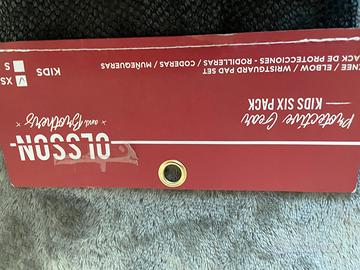 OLSSON-
× and Brothers ×
Protective Gear
— KIDS SIX PACK —
KNEE / ELBOW / WRISTGUARD PAD SET
PACK DE PROTECCIONES - RODILLERAS / CODERAS / MUÑEQUERAS
KIDS
XS
S